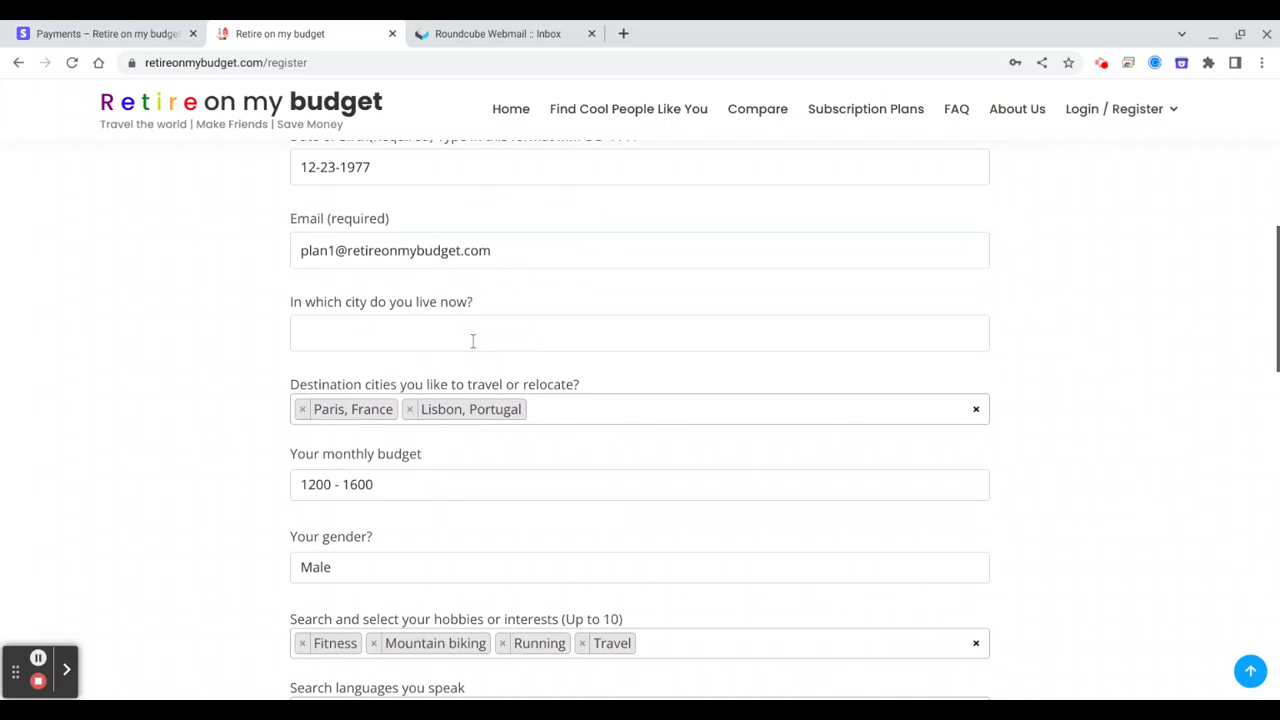 Payments – Retire on my budget
Retire on my budget
Roundcube Webmail :: Inbox
retireonmybudget.com/register
Retire on my budget
Travel the world | Make Friends | Save Money
Home
Find Cool People Like You
Compare
Subscription Plans
FAQ
About Us
Login / Register
12-23-1977
Email (required)
plan1@retireonmybudget.com
In which city do you live now?
Destination cities you like to travel or relocate?
× Paris, France × Lisbon, Portugal ×
Your monthly budget
1200 - 1600
Your gender?
Male
Search and select your hobbies or interests (Up to 10)
× Fitness × Mountain biking × Running × Travel ×
Search languages you speak